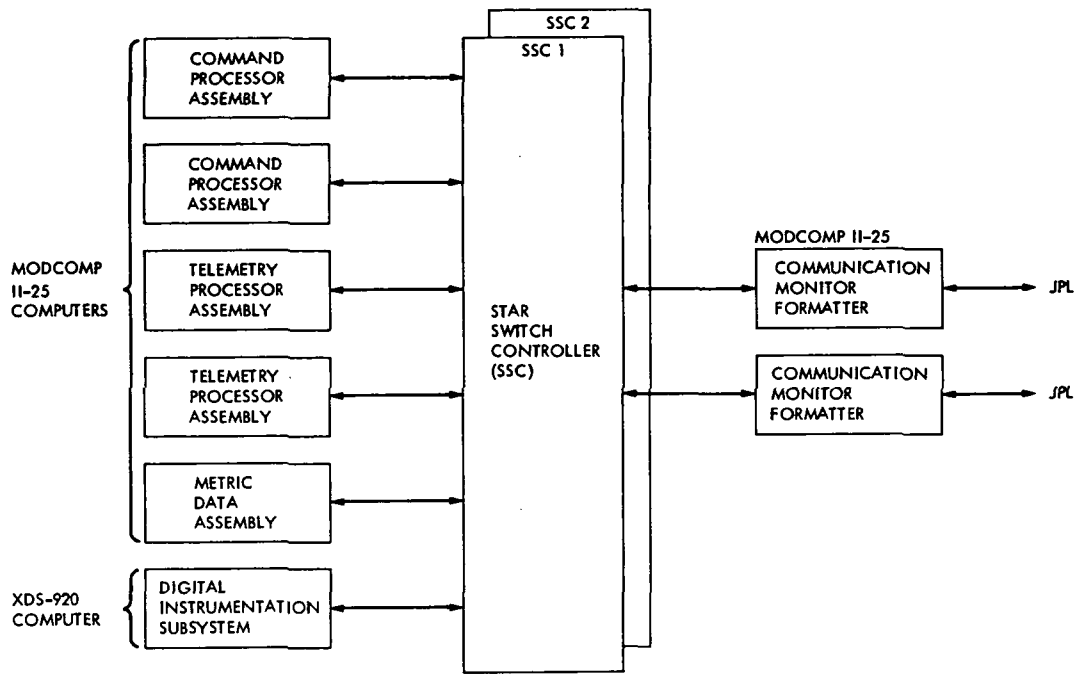 SSC 2
SSC 1
COMMAND
PROCESSOR
ASSEMBLY
COMMAND
PROCESSOR
ASSEMBLY
MODCOMP
II-25
COMPUTERS
TELEMETRY
PROCESSOR
ASSEMBLY
TELEMETRY
PROCESSOR
ASSEMBLY
METRIC
DATA
ASSEMBLY
XDS-920
COMPUTER
DIGITAL
INSTRUMENTATION
SUBSYSTEM
STAR
SWITCH
CONTROLLER
(SSC)
MODCOMP II-25
COMMUNICATION
MONITOR
FORMATTER
JPL
COMMUNICATION
MONITOR
FORMATTER
JPL